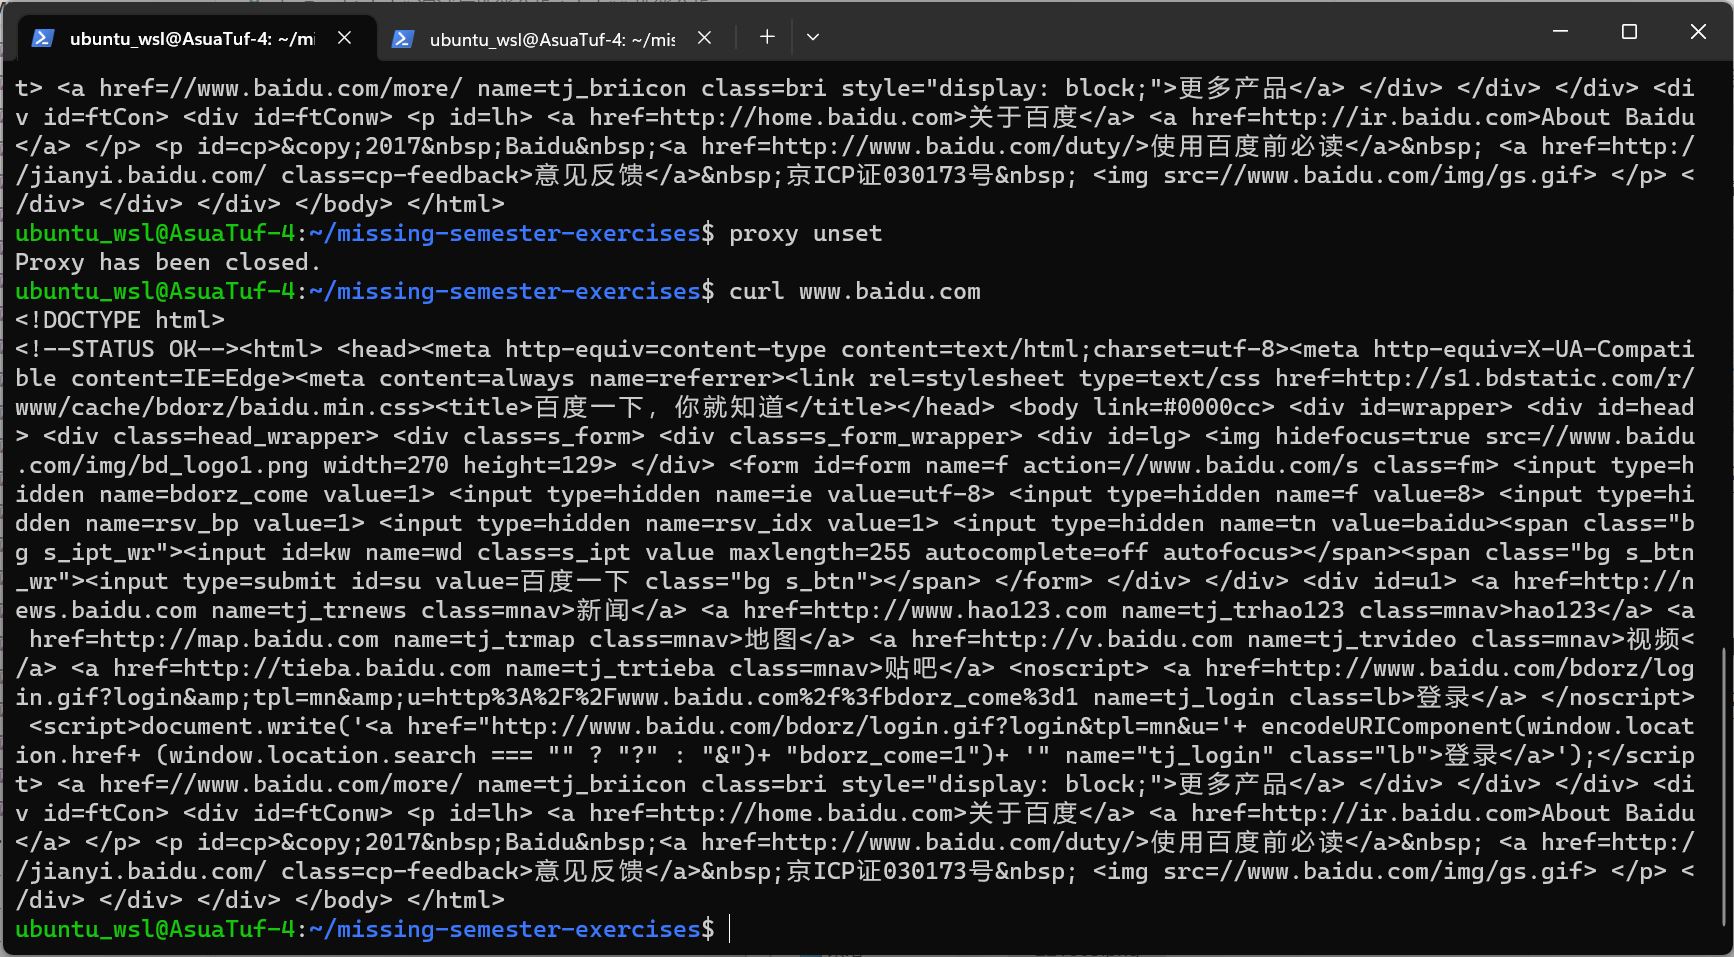 ubuntu_wsl@AsuaTuf-4: ~/mi
ubuntu_wsl@AsuaTuf-4: ~/mis
t> <a href=//www.baidu.com/more/ name=tj_briicon class=bri style="display: block;">更多产品</a> </div> </div> </div> <di
v id=ftCon> <div id=ftConw> <p id=lh> <a href=http://home.baidu.com>关于百度</a> <a href=http://ir.baidu.com>About Baidu
</a> </p> <p id=cp>&copy;2017&nbsp;Baidu&nbsp;<a href=http://www.baidu.com/duty/>使用百度前必读</a>&nbsp; <a href=http:/
/jianyi.baidu.com/ class=cp-feedback>意见反馈</a>&nbsp;京ICP证030173号&nbsp; <img src=//www.baidu.com/img/gs.gif> </p> <
/div> </div> </div> </body> </html>
ubuntu_wsl@AsuaTuf-4:~/missing-semester-exercises$ proxy unset
Proxy has been closed.
ubuntu_wsl@AsuaTuf-4:~/missing-semester-exercises$ curl www.baidu.com
<!DOCTYPE html>
<!--STATUS OK--><html> <head><meta http-equiv=content-type content=text/html;charset=utf-8><meta http-equiv=X-UA-Compati
ble content=IE=Edge><meta content=always name=referrer><link rel=stylesheet type=text/css href=http://s1.bdstatic.com/r/
www/cache/bdorz/baidu.min.css><title>百度一下，你就知道</title></head> <body link=#0000cc> <div id=wrapper> <div id=head
> <div class=head_wrapper> <div class=s_form> <div class=s_form_wrapper> <div id=lg> <img hidefocus=true src=//www.baidu
.com/img/bd_logo1.png width=270 height=129> </div> <form id=form name=f action=//www.baidu.com/s class=fm> <input type=h
idden name=bdorz_come value=1> <input type=hidden name=ie value=utf-8> <input type=hidden name=f value=8> <input type=hi
dden name=rsv_bp value=1> <input type=hidden name=rsv_idx value=1> <input type=hidden name=tn value=baidu><span class="b
g s_ipt_wr"><input id=kw name=wd class=s_ipt value maxlength=255 autocomplete=off autofocus></span><span class="bg s_btn
_wr"><input type=submit id=su value=百度一下 class="bg s_btn"></span> </form> </div> </div> <div id=u1> <a href=http://n
ews.baidu.com name=tj_trnews class=mnav>新闻</a> <a href=http://www.hao123.com name=tj_trhao123 class=mnav>hao123</a> <a
 href=http://map.baidu.com name=tj_trmap class=mnav>地图</a> <a href=http://v.baidu.com name=tj_trvideo class=mnav>视频<
/a> <a href=http://tieba.baidu.com name=tj_trtieba class=mnav>贴吧</a> <noscript> <a href=http://www.baidu.com/bdorz/log
in.gif?login&amp;tpl=mn&amp;u=http%3A%2F%2Fwww.baidu.com%2f%3fbdorz_come%3d1 name=tj_login class=lb>登录</a> </noscript>
 <script>document.write('<a href="http://www.baidu.com/bdorz/login.gif?login&tpl=mn&u='+ encodeURIComponent(window.locat
ion.href+ (window.location.search === "" ? "?" : "&")+ "bdorz_come=1")+ '" name="tj_login" class="lb">登录</a>');</scrip
t> <a href=//www.baidu.com/more/ name=tj_briicon class=bri style="display: block;">更多产品</a> </div> </div> </div> <di
v id=ftCon> <div id=ftConw> <p id=lh> <a href=http://home.baidu.com>关于百度</a> <a href=http://ir.baidu.com>About Baidu
</a> </p> <p id=cp>&copy;2017&nbsp;Baidu&nbsp;<a href=http://www.baidu.com/duty/>使用百度前必读</a>&nbsp; <a href=http:/
/jianyi.baidu.com/ class=cp-feedback>意见反馈</a>&nbsp;京ICP证030173号&nbsp; <img src=//www.baidu.com/img/gs.gif> </p> <
/div> </div> </div> </body> </html>
ubuntu_wsl@AsuaTuf-4:~/missing-semester-exercises$